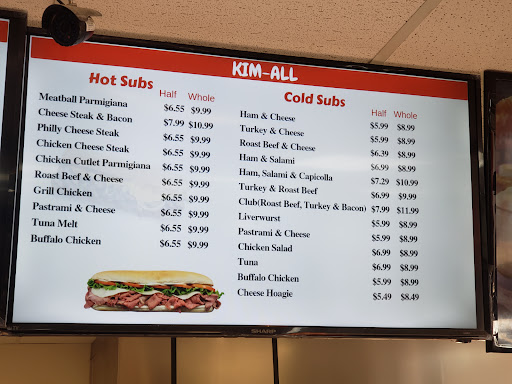 KIM-ALL
Hot Subs Half Whole
Meatball Parmigiana $6.55 $9.99
Cheese Steak & Bacon $7.99 $10.99
Philly Cheese Steak $6.55 $9.99
Chicken Cheese Steak $6.55 $9.99
Chicken Cutlet Parmigiana $6.55 $9.99
Roast Beef & Cheese $6.55 $9.99
Grill Chicken $6.55 $9.99
Pastrami & Cheese $6.55 $9.99
Tuna Melt $6.55 $9.99
Buffalo Chicken $6.55 $9.99
Cold Subs Half Whole
Ham & Cheese $5.99 $8.99
Turkey & Cheese $5.99 $8.99
Roast Beef & Cheese $6.39 $8.99
Ham & Salami $6.99 $8.99
Ham, Salami & Capicolla $7.29 $10.99
Turkey & Roast Beef $6.99 $9.99
Club(Roast Beef, Turkey & Bacon) $7.99 $11.99
Liverwurst $5.99 $8.99
Pastrami & Cheese $5.99 $8.99
Chicken Salad $6.99 $8.99
Tuna $6.99 $8.99
Buffalo Chicken $5.99 $8.99
Cheese Hoagie $5.49 $8.49
SHARP